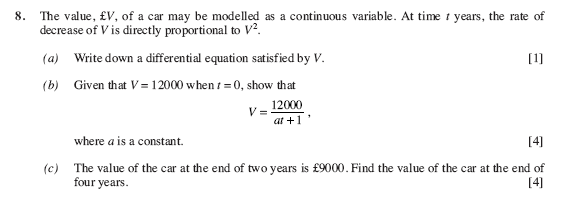 8. The value, £V, of a car may be modelled as a continuous variable. At time t years, the rate of
decrease of V is directly proportional to V².
(a) Write down a differential equation satisfied by V. [1]
(b) Given that V = 12000 when t = 0, show that
V = 12000 / (at + 1) ,
where a is a constant. [4]
(c) The value of the car at the end of two years is £9000. Find the value of the car at the end of
four years. [4]